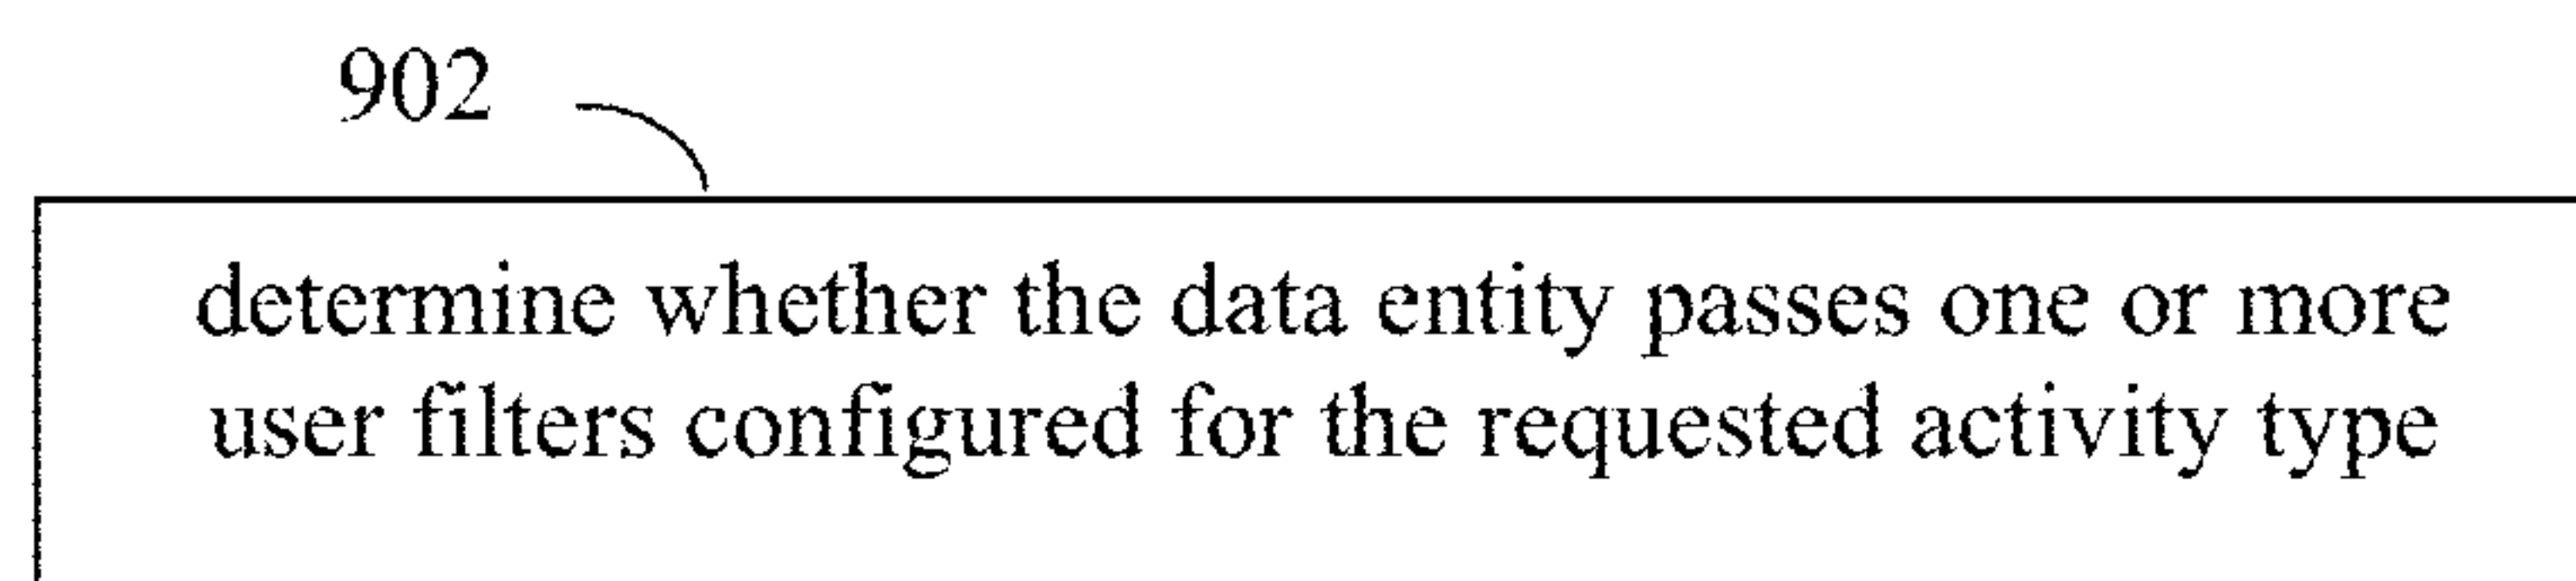 902
determine whether the data entity passes one or more
user filters configured for the requested activity type